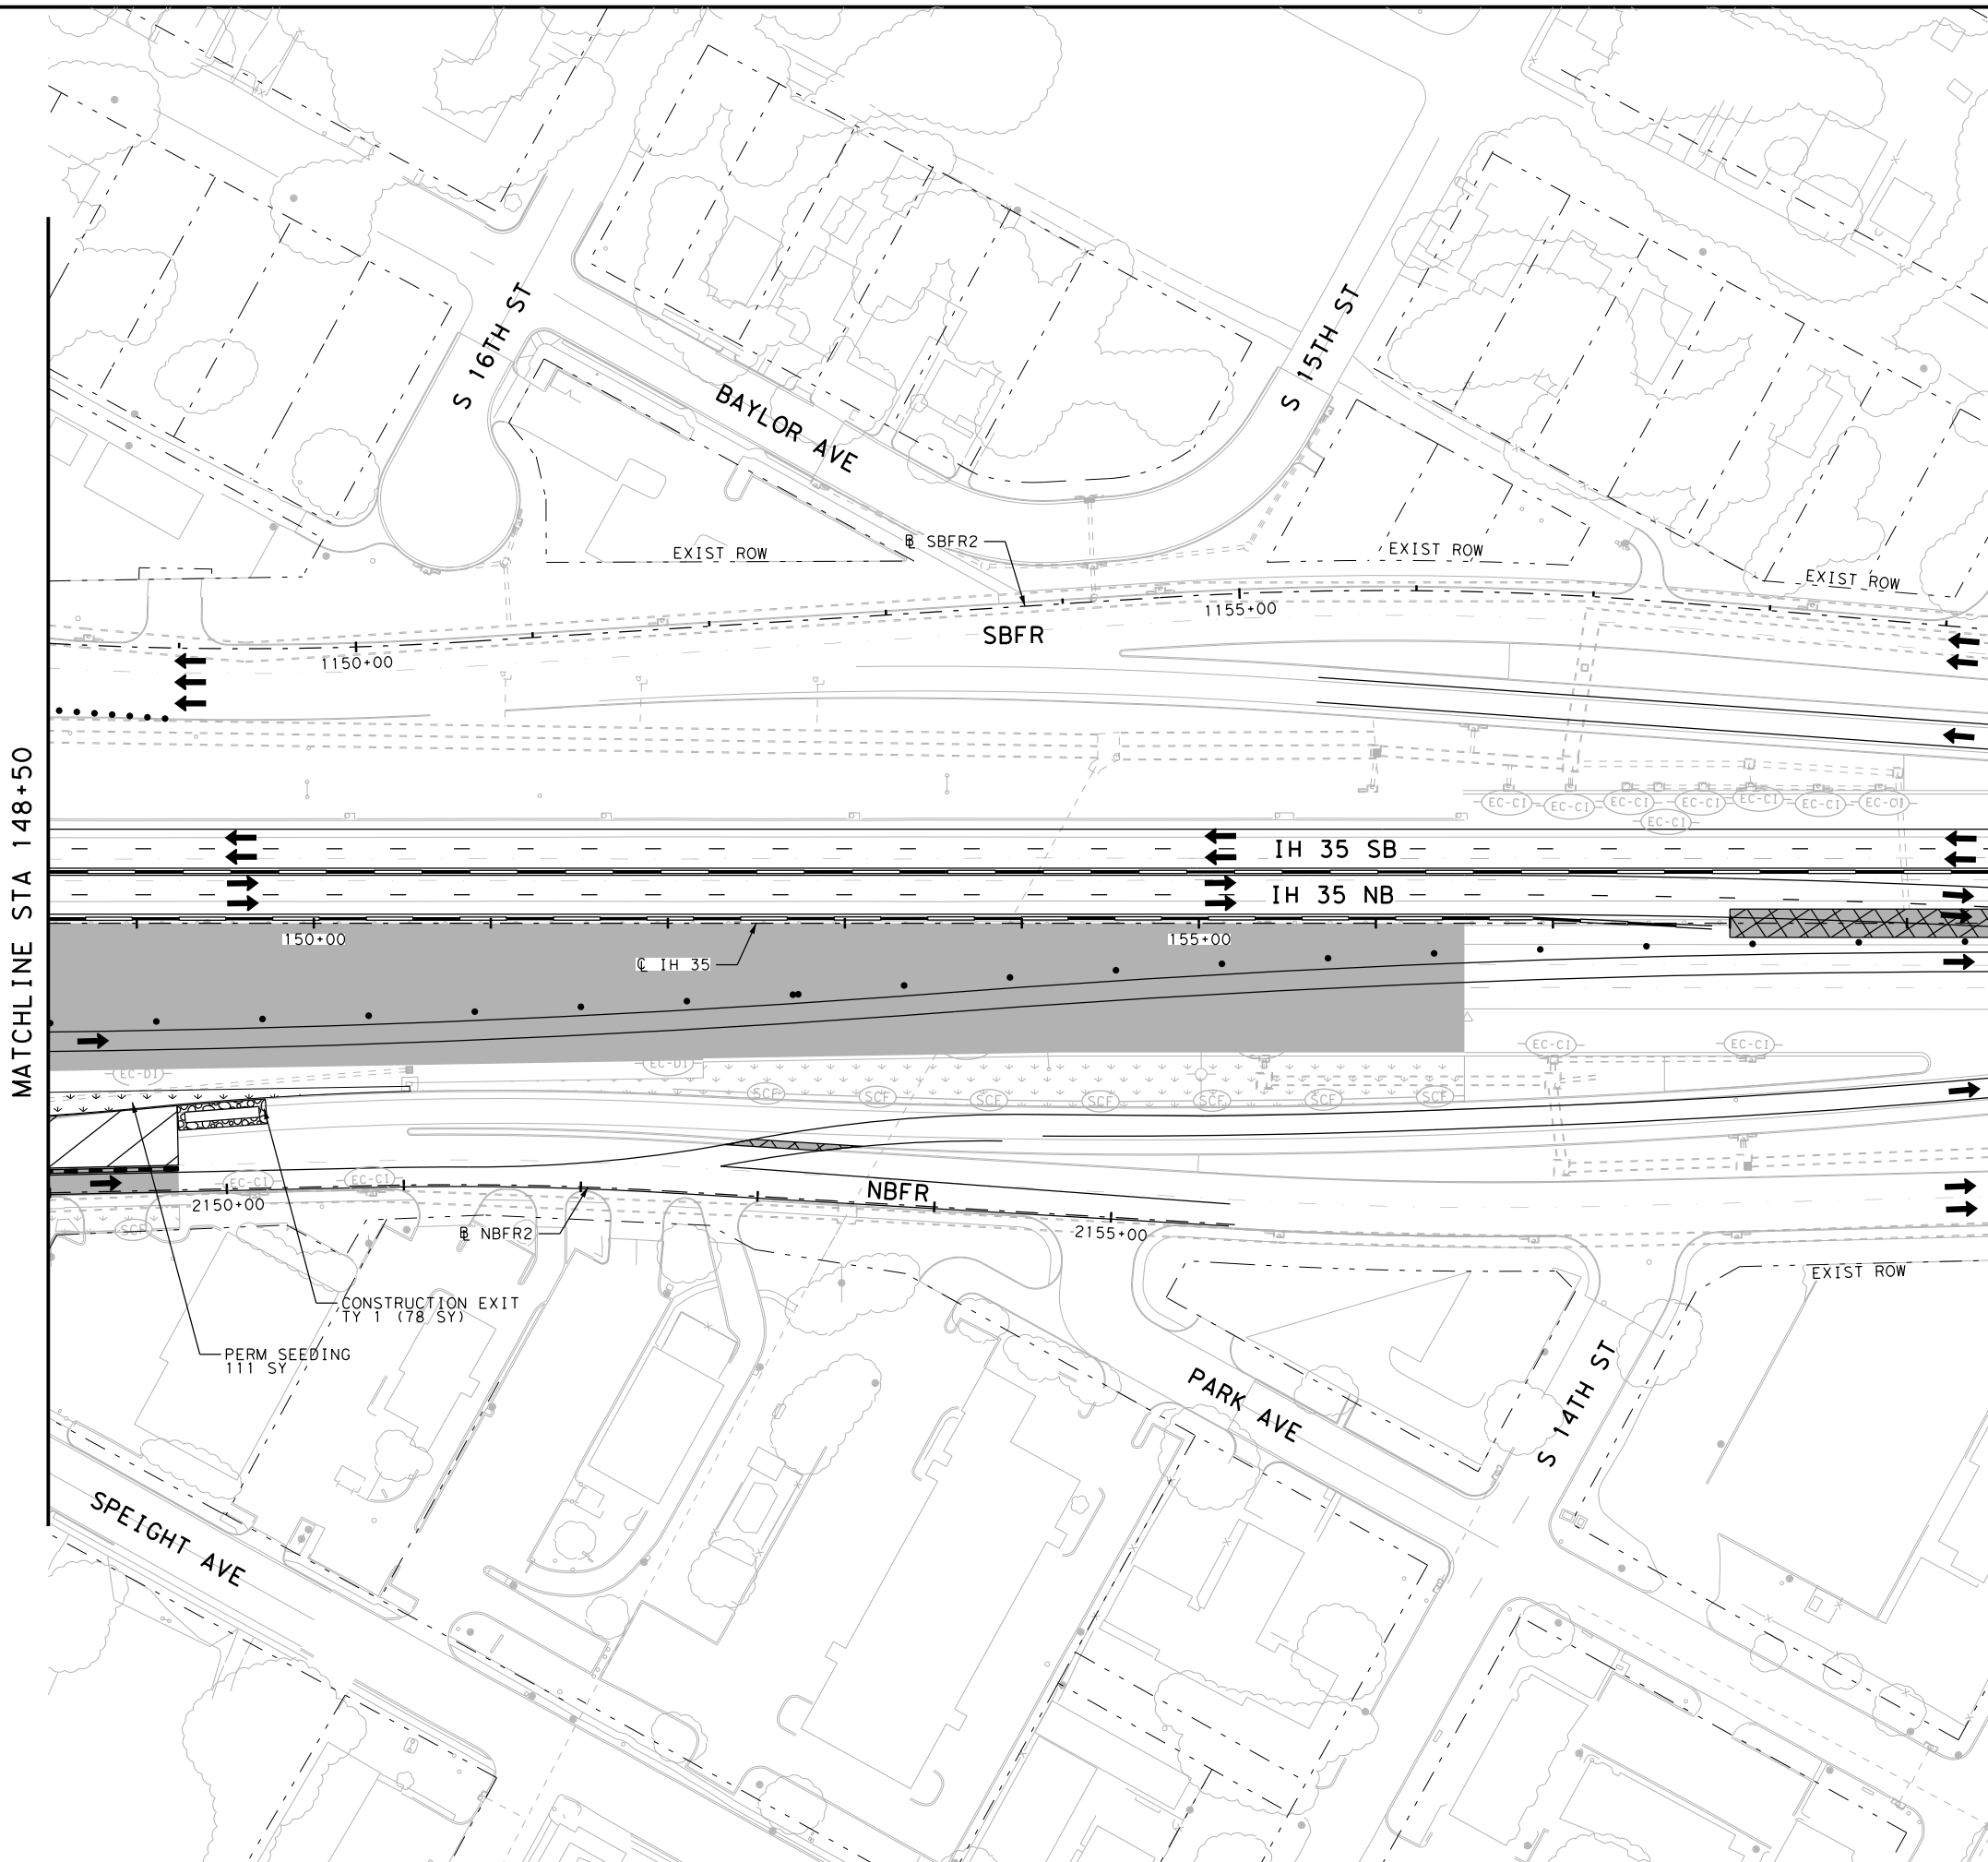 S 16TH ST
S 15TH ST
BAYLOR AVE
EXIST ROW
℄ SBFR2
EXIST ROW
EXIST ROW
1155+00
SBFR
1150+00
MATCHLINE STA 148+50
EC-CI
EC-CI
EC-CI
EC-CI
EC-CI
EC-CI
EC-CI
EC-CI
IH 35 SB
IH 35 NB
150+00
155+00
℄ IH 35
EC-CI
EC-CI
EC-DI
EC-DI
SCF
SCF
SCF
SCF
SCF
SCF
SCF
EC-CI
EC-CI
2150+00
NBFR
SCF
℄ NBFR2
2155+00
EXIST ROW
CONSTRUCTION EXIT
TY 1 (78 SY)
PERM SEEDING
111 SY
S 14TH ST
PARK AVE
SPEIGHT AVE